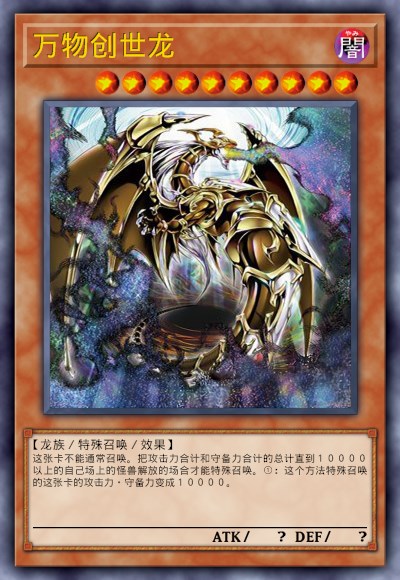 万物创世龙
やみ
闇
【龙族／特殊召唤／效果】
这张卡不能通常召唤。把攻击力合计和守备力合计的总计直到１００００
以上的自己场上的怪兽解放的场合才能特殊召唤。①：这个方法特殊召唤
的这张卡的攻击力·守备力变成１００００。
ATK/ ? DEF/ ?